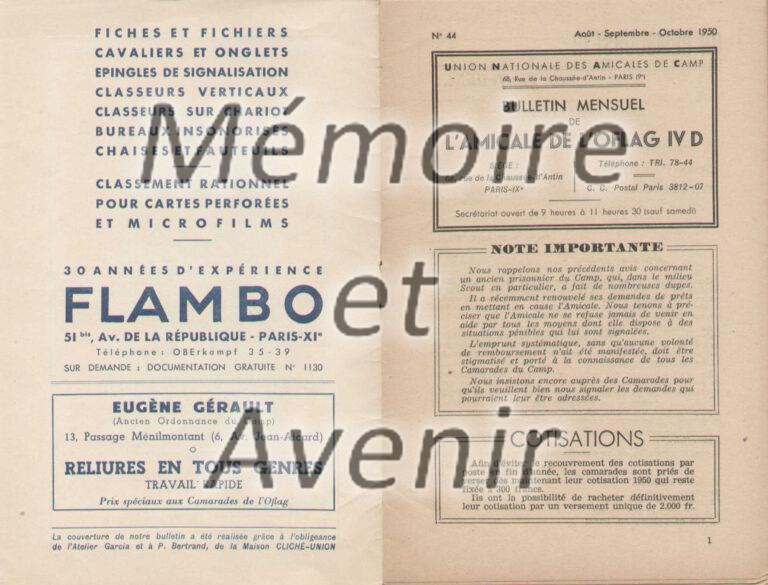 FICHES ET FICHIERS
CAVALIERS ET ONGLETS
EPINGLES DE SIGNALISATION
CLASSEURS VERTICAUX
CLASSEURS SUR CHARIOT
BUREAUX INSONORISES
CHAISES ET FAUTEUILS
CLASSEMENT RATIONNEL
POUR CARTES PERFORÉES
ET MICROFILMS
30 ANNÉES D'EXPÉRIENCE
FLAMBO
51 bis, Av. DE LA RÉPUBLIQUE - PARIS-XIe
Téléphone : OBErkampf 35-39
SUR DEMANDE : DOCUMENTATION GRATUITE N° 1130
EUGÈNE GÉRAULT
(Ancien Ordonnance du Camp)
13, Passage Ménilmontant (6, Av. Jean-Aicard)
O
RELIURES EN TOUS GENRES
TRAVAIL RAPIDE
Prix spéciaux aux Camarades de l'Oflag
La couverture de notre bulletin a été réalisée grâce à l'obligeance
de l'Atelier Garcia et à P. Bertrand, de la Maison CLICHÉ-UNION
N° 44 Août - Septembre - Octobre 1950
UNION NATIONALE DES AMICALES DE CAMP
68, Rue de la Chaussée-d'Antin - PARIS (9e)
BULLETIN MENSUEL
DE
L'AMICALE DE L'OFLAG IV D
SIÈGE :
68, rue de la Chaussée-d'Antin
PARIS-IXe
Téléphone : TRI. 78-44
C. C. Postal Paris 3812-07
Secrétariat ouvert de 9 heures à 11 heures 30 (sauf samedi)
NOTE IMPORTANTE
Nous rappelons nos précédents avis concernant
un ancien prisonnier du Camp, qui, dans le milieu
Scout en particulier, a fait de nombreuses dupes.
Il a récemment renouvelé ses demandes de prêts
en mettant en cause l'Amicale. Nous tenons à pré-
ciser que l'Amicale ne se refuse jamais de venir en
aide par tous les moyens dont elle dispose à des
situations pénibles qui lui sont signalées.
L'emprunt systématique, sans qu'aucune volonté
de remboursement n'ait été manifestée, doit être
stigmatisé et porté à la connaissance de tous les
Camarades du Camp.
Nous insistons encore auprès des Camarades pour
qu'ils veuillent bien nous signaler les demandes qui
pourraient leur être adressées.
COTISATIONS
Afin d'éviter le recouvrement des cotisations par
poste en fin d'année, les camarades sont priés de
verser dès maintenant leur cotisation 1950 qui reste
fixée à 300 francs.
Ils ont la possibilité de racheter définitivement
leur cotisation par un versement unique de 2.000 fr.
1
Mémoire
et
Avenir